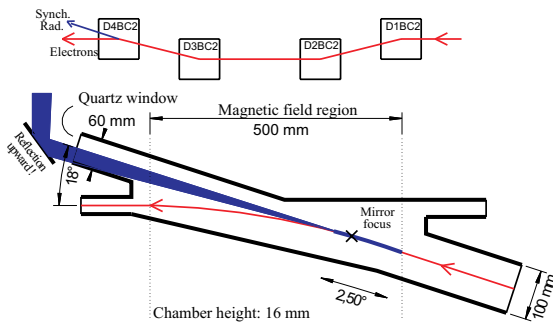 Synch.
Rad.
Electrons
D4BC2
D3BC2
D2BC2
D1BC2
Quartz window
60 mm
Magnetic field region
500 mm
Reflection
upward!
18°
Mirror
focus
2,50°
100 mm
Chamber height: 16 mm